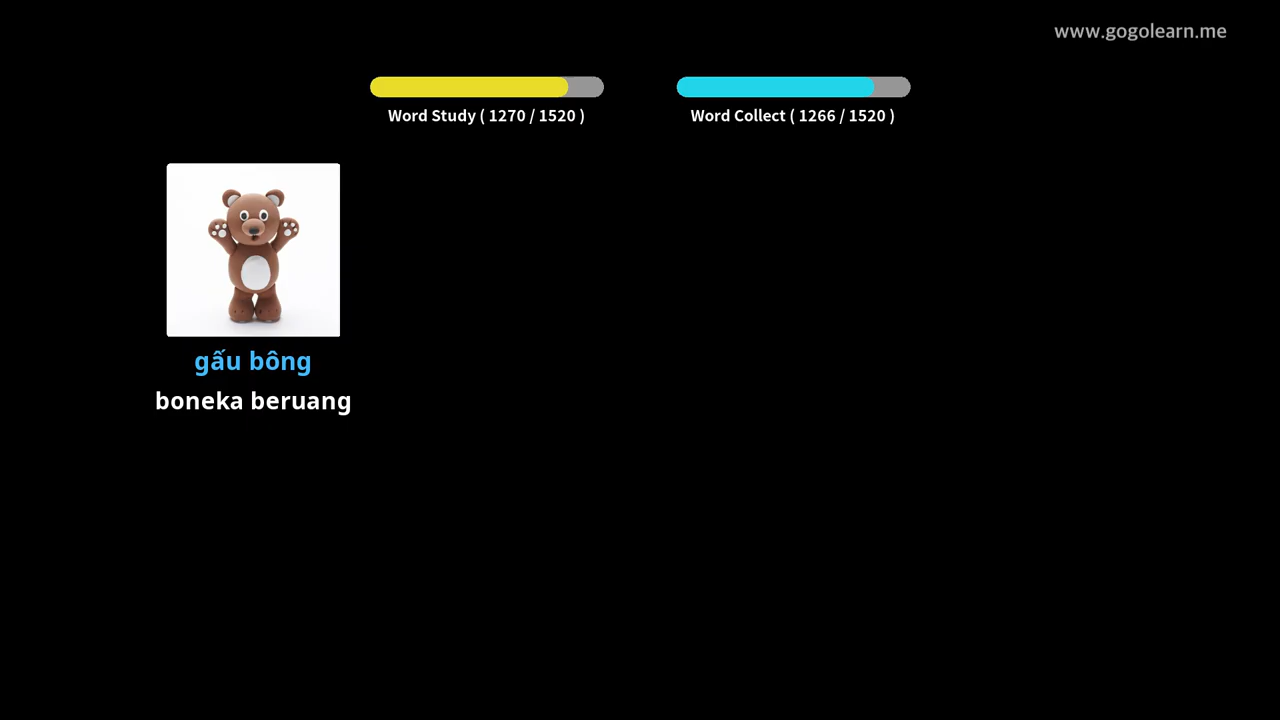 www.gogolearn.me
Word Study ( 1270 / 1520 )
Word Collect ( 1266 / 1520 )
gấu bông
boneka beruang